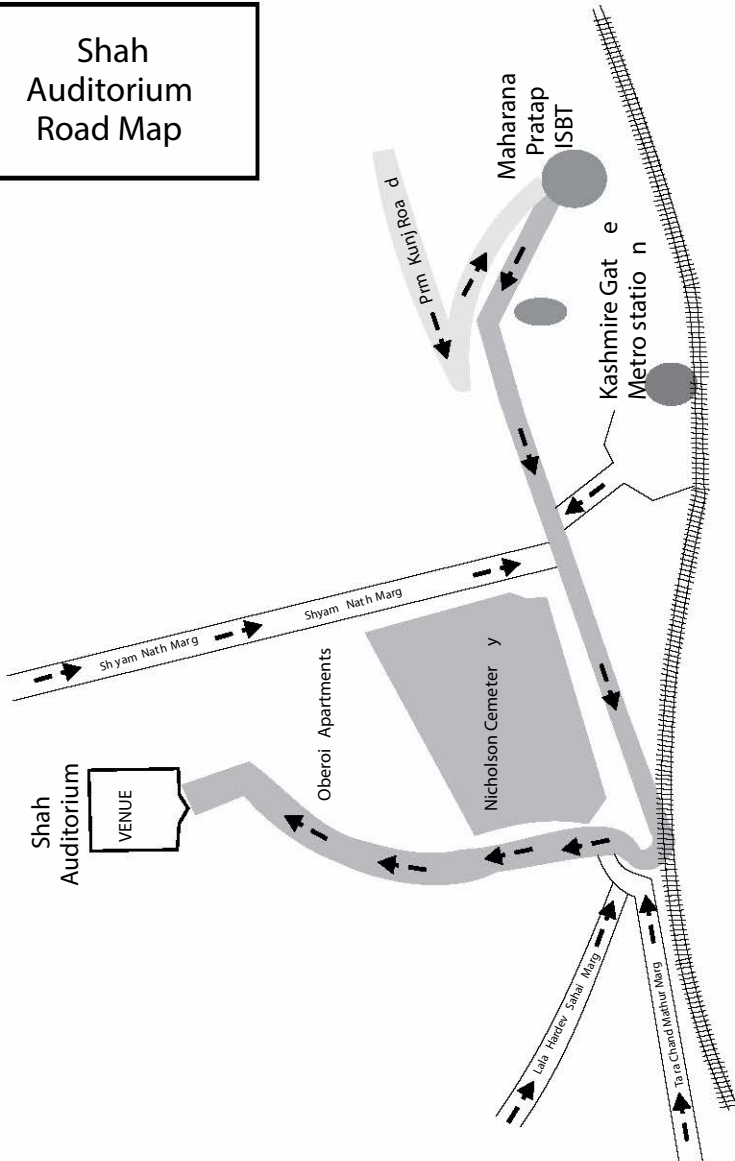 Shah
Auditorium
Road Map
Maharana
Pratap
ISBT
Prm Kunj Roa d
Kashmire Gat e
Metro statio n
Shyam Nath Marg
Sh yam Nath Marg
Oberoi Apartments
Nicholson Cemeter y
Shah
Auditorium
VENUE
Lala Hardev Sahai Marg
Ta ra Chand Mathur Marg